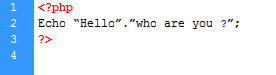 1 <?php
2 Echo “Hello”.”who are you ?”;
3 ?>
4